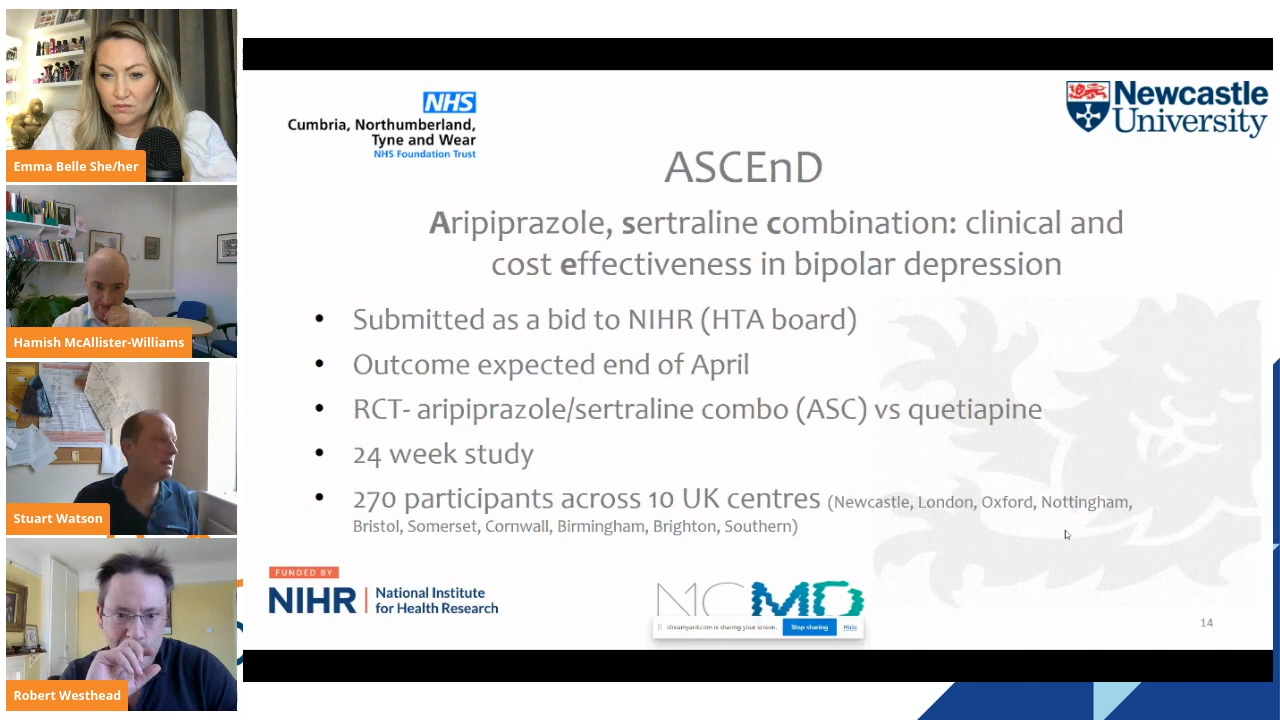 Emma Belle She/her
Hamish McAllister-Williams
Stuart Watson
Robert Westhead
NHS
Cumbria, Northumberland,
Tyne and Wear
NHS Foundation Trust
Newcastle
University
ASCEnD
Aripiprazole, sertraline combination: clinical and
cost effectiveness in bipolar depression
• Submitted as a bid to NIHR (HTA board)
• Outcome expected end of April
• RCT- aripiprazole/sertraline combo (ASC) vs quetiapine
• 24 week study
• 270 participants across 10 UK centres (Newcastle, London, Oxford, Nottingham,
Bristol, Somerset, Cornwall, Birmingham, Brighton, Southern)
FUNDED BY
NIHR | National Institute
for Health Research
NCMD
streamyard.com is sharing your screen. Stop sharing Hide
14